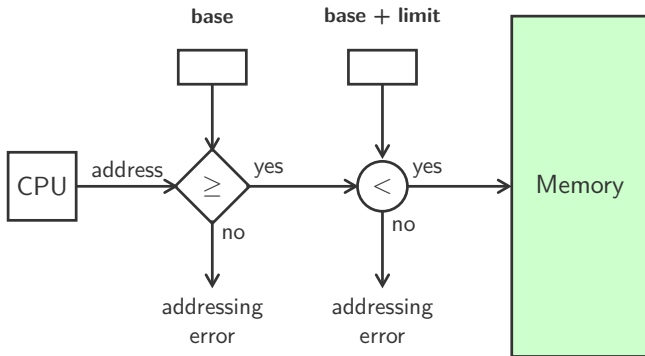 base
base + limit
CPU
address
≥
yes
<
yes
Memory
no
no
addressing
error
addressing
error